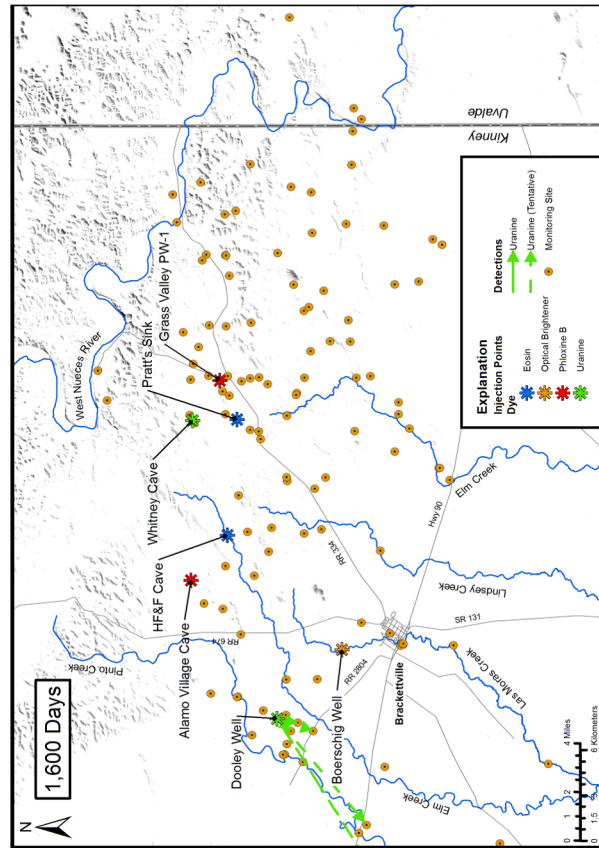 N
1,600 Days
West Nueces River
Pinto Creek
Alamo Village Cave
HF&F Cave
Whitney Cave
Pratt's Sink
Grass Valley PW-1
Dooley Well
Boerschig Well
RR 674
RR 2804
RR 334
Brackettville
SR 131
Hwy 90
Las Moras Creek
Lindsey Creek
Elm Creek
Elm Creek
Kinney
Uvalde
Explanation
Injection Points
Dye
Eosin
Optical Brightener
Phloxine B
Uranine
Detections
Uranine
Uranine (Tentative)
Monitoring Site
0 1 2 4 Miles
0 1.5 3 6 Kilometers